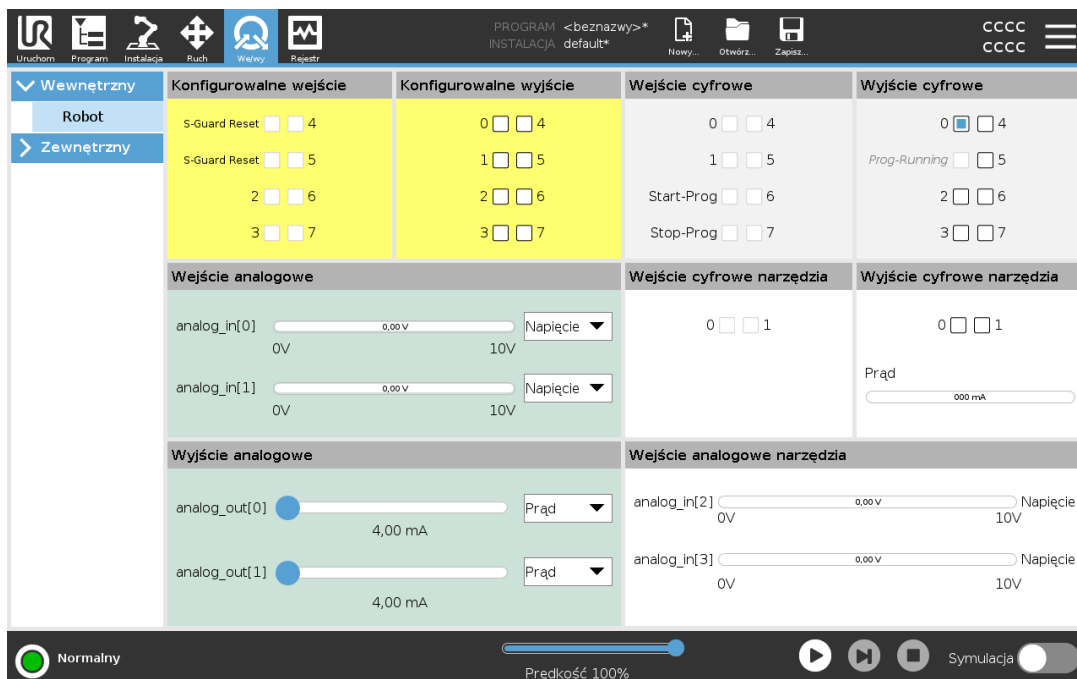 PROGRAM <beznazwy>*
INSTALACJA default*
UR
Uruchom Program Instalacja Ruch We/wy Rejestr
Nowy... Otwórz... Zapisz...
CCCC
CCCC
Wewnętrzny
Robot
Zewnętrzny
Konfigurowalne wejście
S-Guard Reset 4
S-Guard Reset 5
2 6
3 7
Konfigurowalne wyjście
0 4
1 5
2 6
3 7
Wejście cyfrowe
0 4
1 5
Start-Prog 6
Stop-Prog 7
Wyjście cyfrowe
0 4
Prog-Running 5
2 6
3 7
Wejście analogowe
analog_in[0] 0,00 V Napięcie
0V 10V
analog_in[1] 0,00 V Napięcie
0V 10V
Wejście cyfrowe narzędzia
0 1
Wyjście cyfrowe narzędzia
0 1
Prąd
000 mA
Wyjście analogowe
analog_out[0] Prąd
4,00 mA
analog_out[1] Prąd
4,00 mA
Wejście analogowe narzędzia
analog_in[2] 0,00 V Napięcie
0V 10V
analog_in[3] 0,00 V Napięcie
0V 10V
Normalny
Prędkość 100%
Symulacja